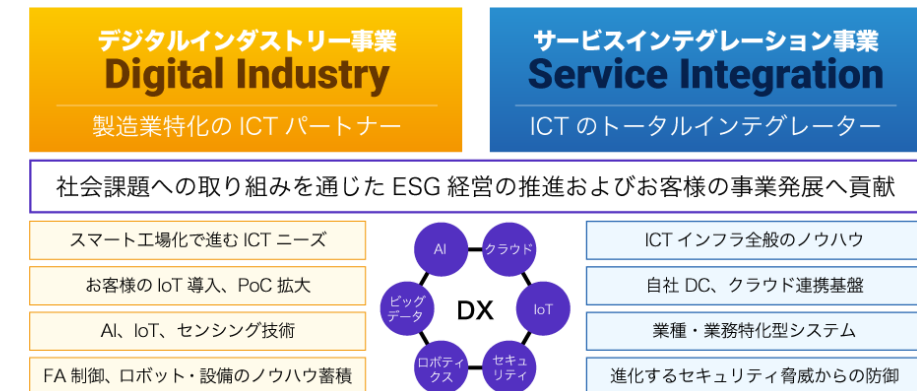 デジタルインダストリー事業
Digital Industry
製造業特化の ICT パートナー
サービスインテグレーション事業
Service Integration
ICT のトータルインテグレーター
社会課題への取り組みを通じた ESG 経営の推進およびお客様の事業発展へ貢献
スマート工場化で進む ICT ニーズ
お客様の IoT 導入、PoC 拡大
AI、IoT、センシング技術
FA 制御、ロボット・設備のノウハウ蓄積
AI
クラウド
ビッグ
データ
DX
IoT
ロボティ
クス
セキュ
リティ
ICT インフラ全般のノウハウ
自社 DC、クラウド連携基盤
業種・業務特化型システム
進化するセキュリティ脅威からの防御